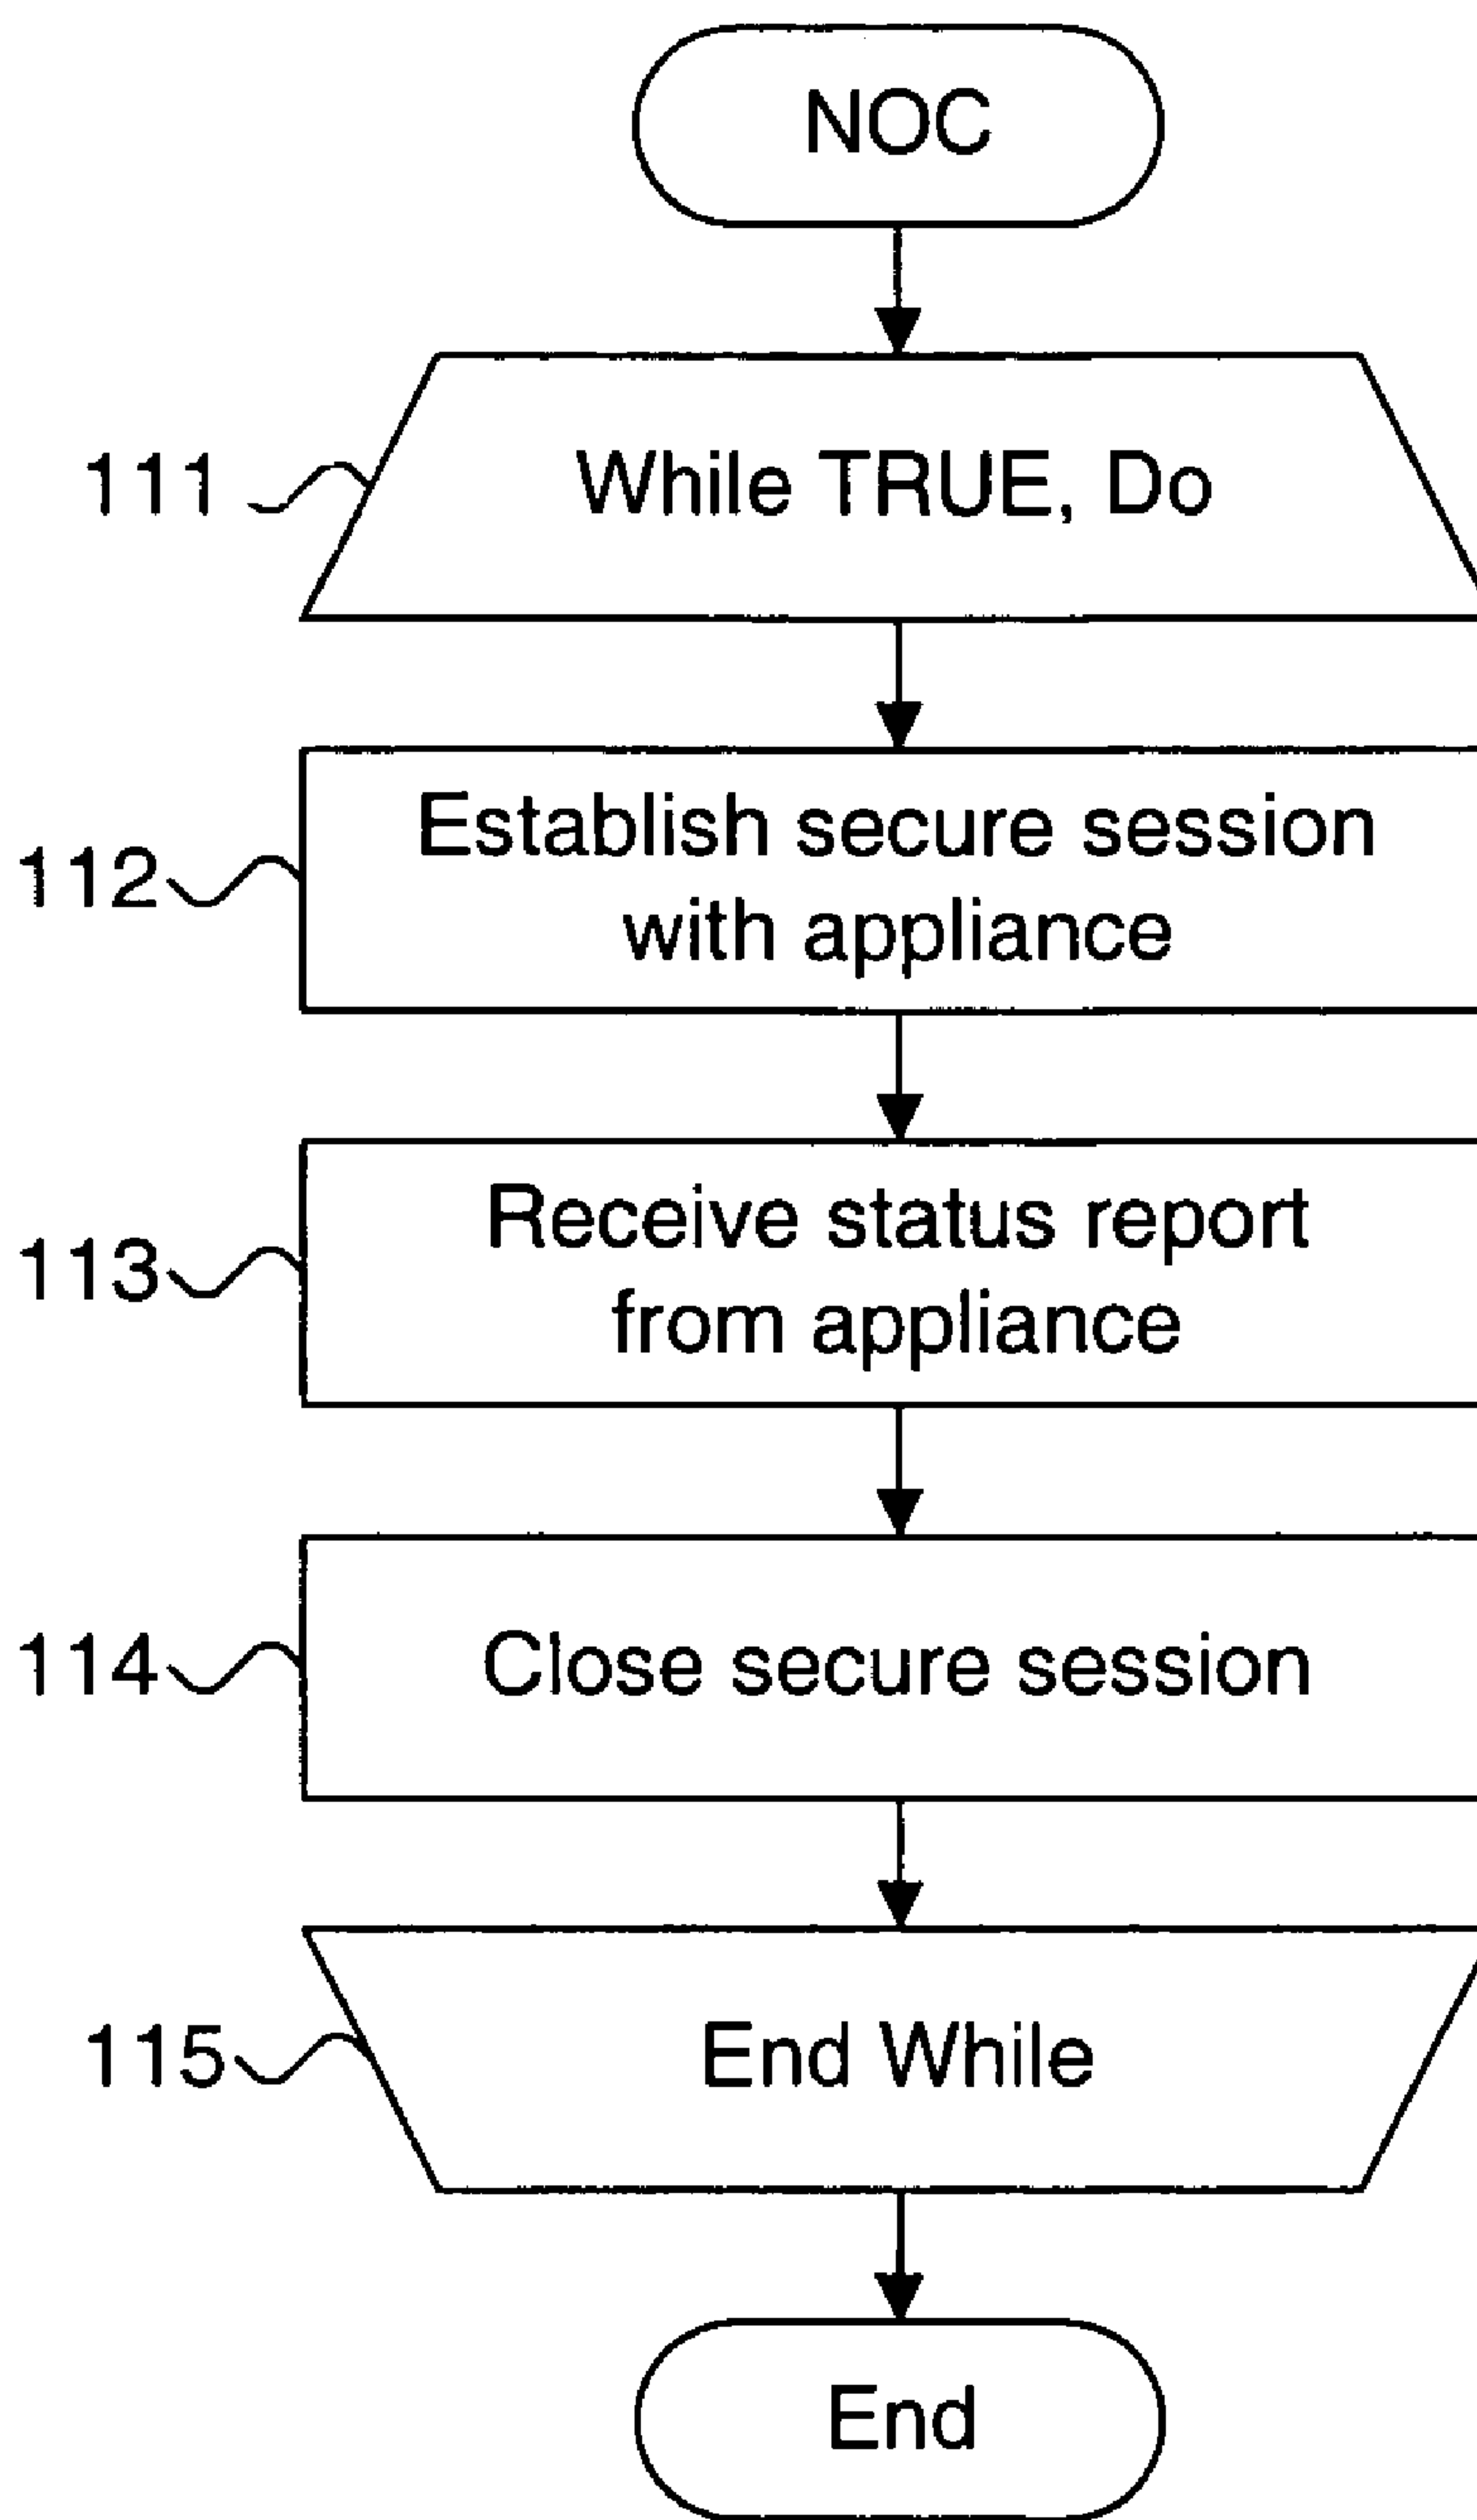 NOC
111
While TRUE, Do
Establish secure session
112
with appliance
Receive status report
113
from appliance
114
Close secure session
115
End While
End